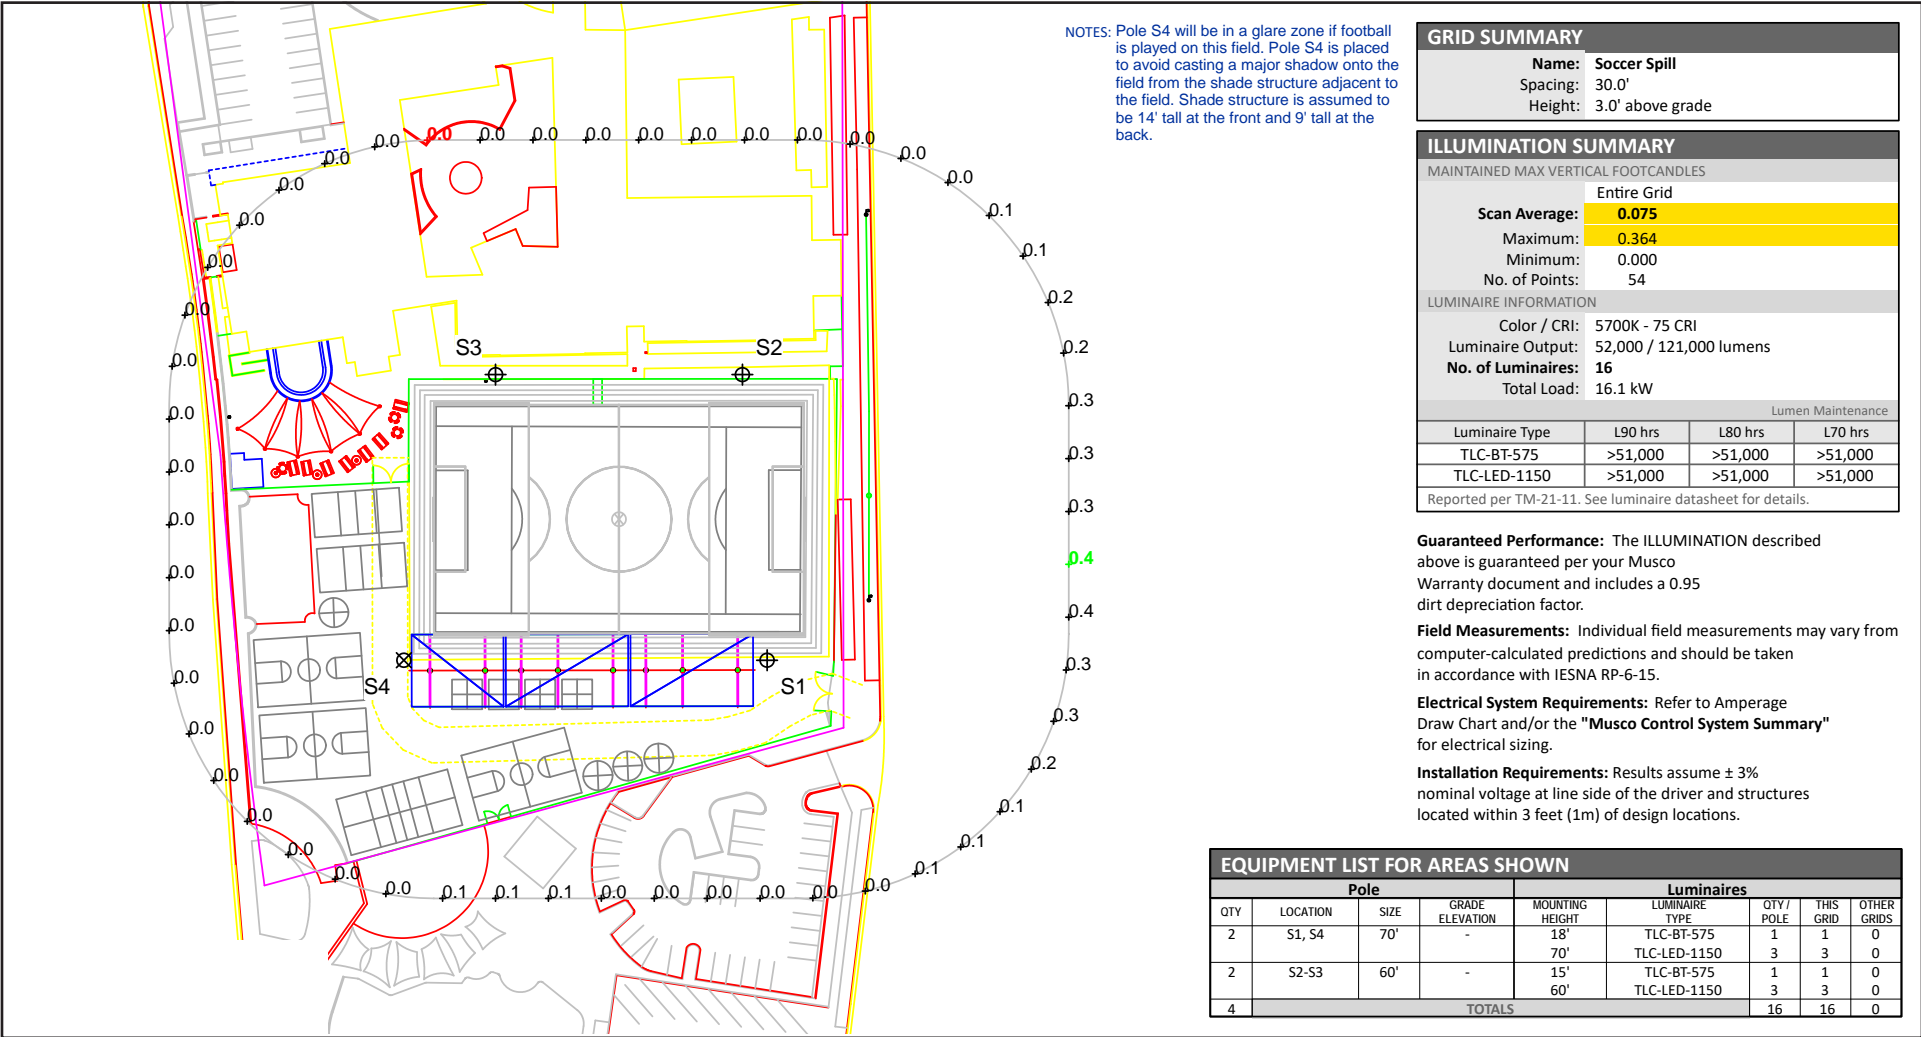 NOTES: Pole S4 will be in a glare zone if football
is played on this field. Pole S4 is placed
to avoid casting a major shadow onto the
field from the shade structure adjacent to
the field. Shade structure is assumed to
be 14' tall at the front and 9' tall at the
back.
0.0 0.0 0.0 0.0 0.0 0.0 0.0 0.0 0.0 0.0 0.0
0.0 0.0
0.0 0.0
0.0 0.1
0.0 0.1
0.0 0.2
0.0 0.2
0.0 0.3
0.0 0.3
0.0 0.3
0.0 0.4
0.0 0.4
0.0 0.3
0.0 0.3
0.0 0.2
0.0 0.1
0.0 0.1
0.0 0.1
0.0 0.0 0.1 0.1 0.1 0.0 0.0 0.0 0.0 0.0 0.0
S3 S2
S4 S1
GRID SUMMARY
Name: Soccer Spill
Spacing: 30.0'
Height: 3.0' above grade
ILLUMINATION SUMMARY
MAINTAINED MAX VERTICAL FOOTCANDLES
Entire Grid
Scan Average: 0.075
Maximum: 0.364
Minimum: 0.000
No. of Points: 54
LUMINAIRE INFORMATION
Color / CRI: 5700K - 75 CRI
Luminaire Output: 52,000 / 121,000 lumens
No. of Luminaires: 16
Total Load: 16.1 kW
Lumen Maintenance
Luminaire Type L90 hrs L80 hrs L70 hrs
TLC-BT-575 >51,000 >51,000 >51,000
TLC-LED-1150 >51,000 >51,000 >51,000
Reported per TM-21-11. See luminaire datasheet for details.
Guaranteed Performance: The ILLUMINATION described
above is guaranteed per your Musco
Warranty document and includes a 0.95
dirt depreciation factor.
Field Measurements: Individual field measurements may vary from
computer-calculated predictions and should be taken
in accordance with IESNA RP-6-15.
Electrical System Requirements: Refer to Amperage
Draw Chart and/or the "Musco Control System Summary"
for electrical sizing.
Installation Requirements: Results assume ± 3%
nominal voltage at line side of the driver and structures
located within 3 feet (1m) of design locations.
EQUIPMENT LIST FOR AREAS SHOWN
Pole Luminaires
QTY LOCATION SIZE GRADE ELEVATION MOUNTING HEIGHT LUMINAIRE TYPE QTY / POLE THIS GRID OTHER GRIDS
2 S1, S4 70' - 18' TLC-BT-575 1 1 0
70' TLC-LED-1150 3 3 0
2 S2-S3 60' - 15' TLC-BT-575 1 1 0
60' TLC-LED-1150 3 3 0
4 TOTALS 16 16 0